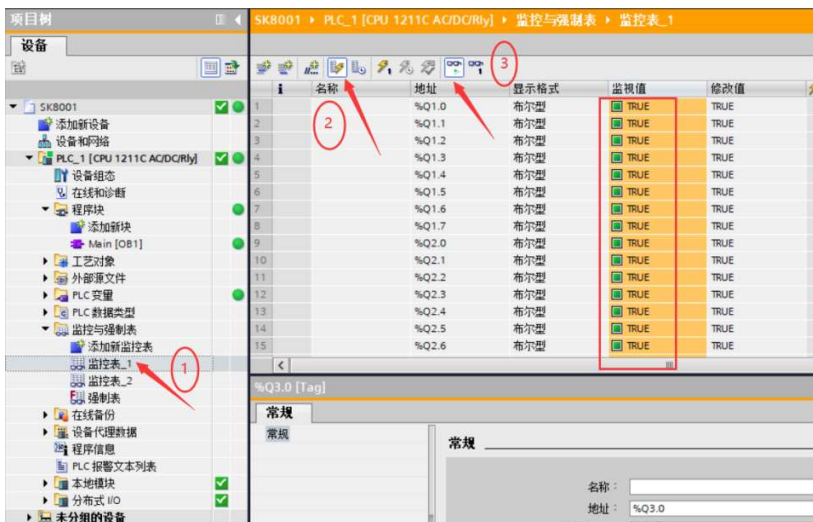 项目树
设备
SK8001
添加新设备
设备和网络
PLC_1 [CPU 1211C AC/DC/Rly]
设备组态
在线和诊断
程序块
添加新块
Main [OB1]
工艺对象
外部源文件
PLC 变量
PLC 数据类型
监控与强制表
添加新监控表
监控表_1
监控表_2
强制表
在线备份
设备代理数据
程序信息
PLC 报警文本列表
本地模块
分布式 I/O
未分组的设备
①
SK8001 PLC_1 [CPU 1211C AC/DC/Rly] 监控与强制表 监控表_1
②
③
i 名称 地址 显示格式 监视值 修改值
1 %Q1.0 布尔型 TRUE TRUE
2 %Q1.1 布尔型 TRUE TRUE
3 %Q1.2 布尔型 TRUE TRUE
4 %Q1.3 布尔型 TRUE TRUE
5 %Q1.4 布尔型 TRUE TRUE
6 %Q1.5 布尔型 TRUE TRUE
7 %Q1.6 布尔型 TRUE TRUE
8 %Q1.7 布尔型 TRUE TRUE
9 %Q2.0 布尔型 TRUE TRUE
10 %Q2.1 布尔型 TRUE TRUE
11 %Q2.2 布尔型 TRUE TRUE
12 %Q2.3 布尔型 TRUE TRUE
13 %Q2.4 布尔型 TRUE TRUE
14 %Q2.5 布尔型 TRUE TRUE
15 %Q2.6 布尔型 TRUE TRUE
%Q3.0 [Tag]
常规
常规
常规
名称：
地址： %Q3.0